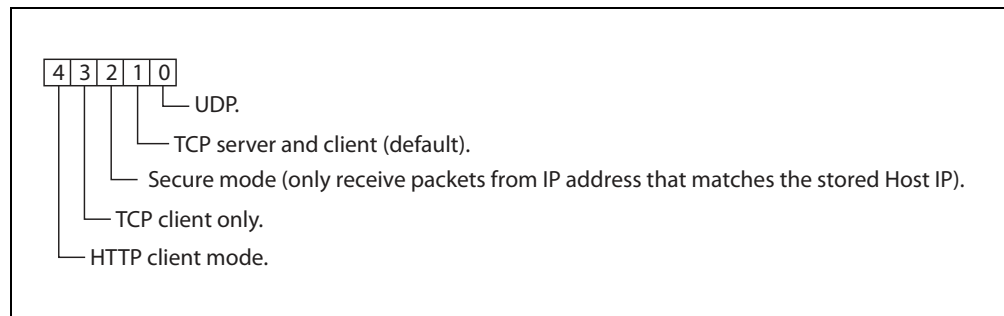 4 3 2 1 0
UDP.
TCP server and client (default).
Secure mode (only receive packets from IP address that matches the stored Host IP).
TCP client only.
HTTP client mode.